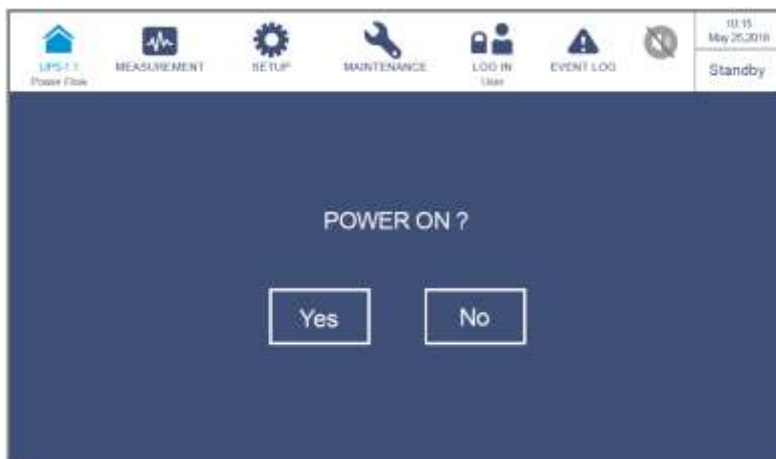 10:15
May 25,2018
UPS-1.1
Power Flow
MEASUREMENT
SETUP
MAINTENANCE
LOG IN
User
EVENT LOG
Standby
POWER ON ?
Yes
No